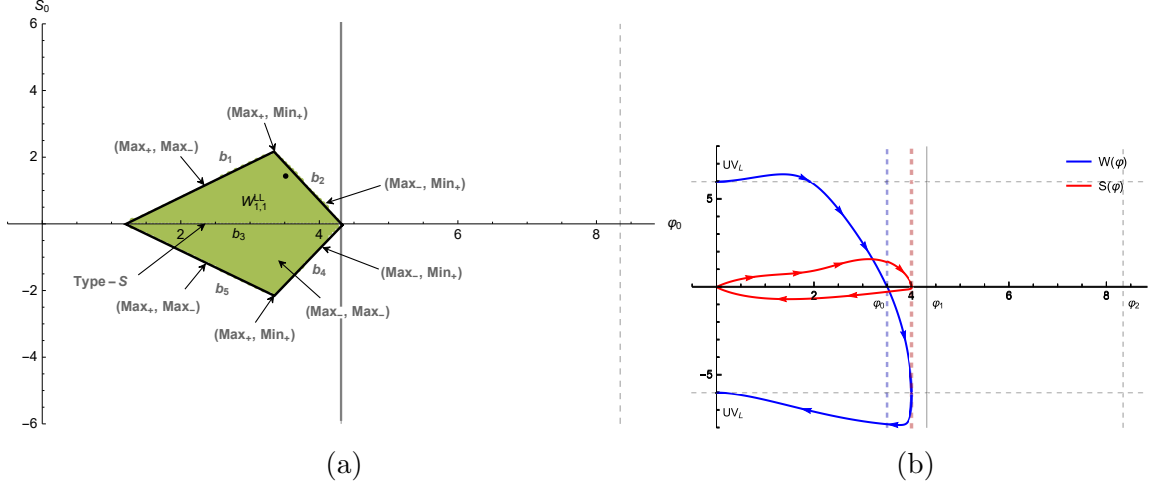 S₀
6
4
2
−2
−4
−6
2
4
6
8
φ₀
(Max₊, Min₊)
(Max₊, Max₋)
b₁
b₂
(Max₋, Min₊)
W₁,₁ᴸᴸ
b₃
Type−S
b₄
(Max₋, Min₊)
b₅
(Max₊, Max₋)
(Max₋, Max₋)
(Max₊, Min₊)
(a)
UV_L
5
−5
2
4
6
8
φ₀
φ₁
φ₂
UV_L
W(φ)
S(φ)
(b)